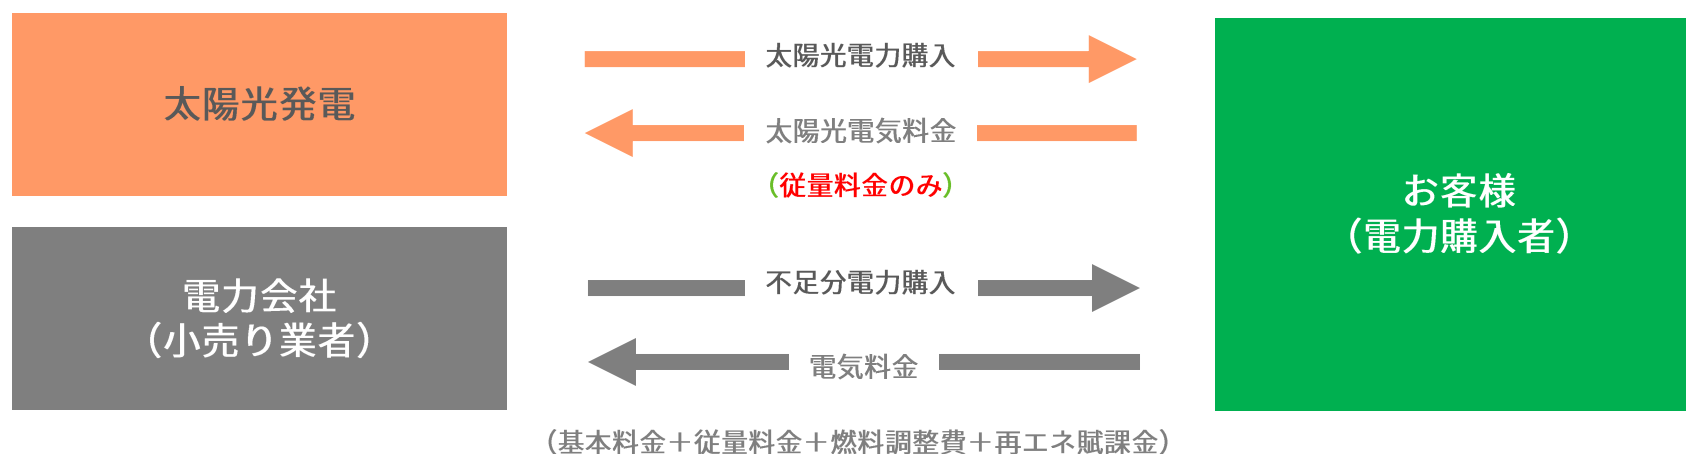 太陽光発電
太陽光電力購入
太陽光電気料金
（従量料金のみ）
お客様
（電力購入者）
電力会社
（小売り業者）
不足分電力購入
電気料金
（基本料金＋従量料金＋燃料調整費＋再エネ賦課金）